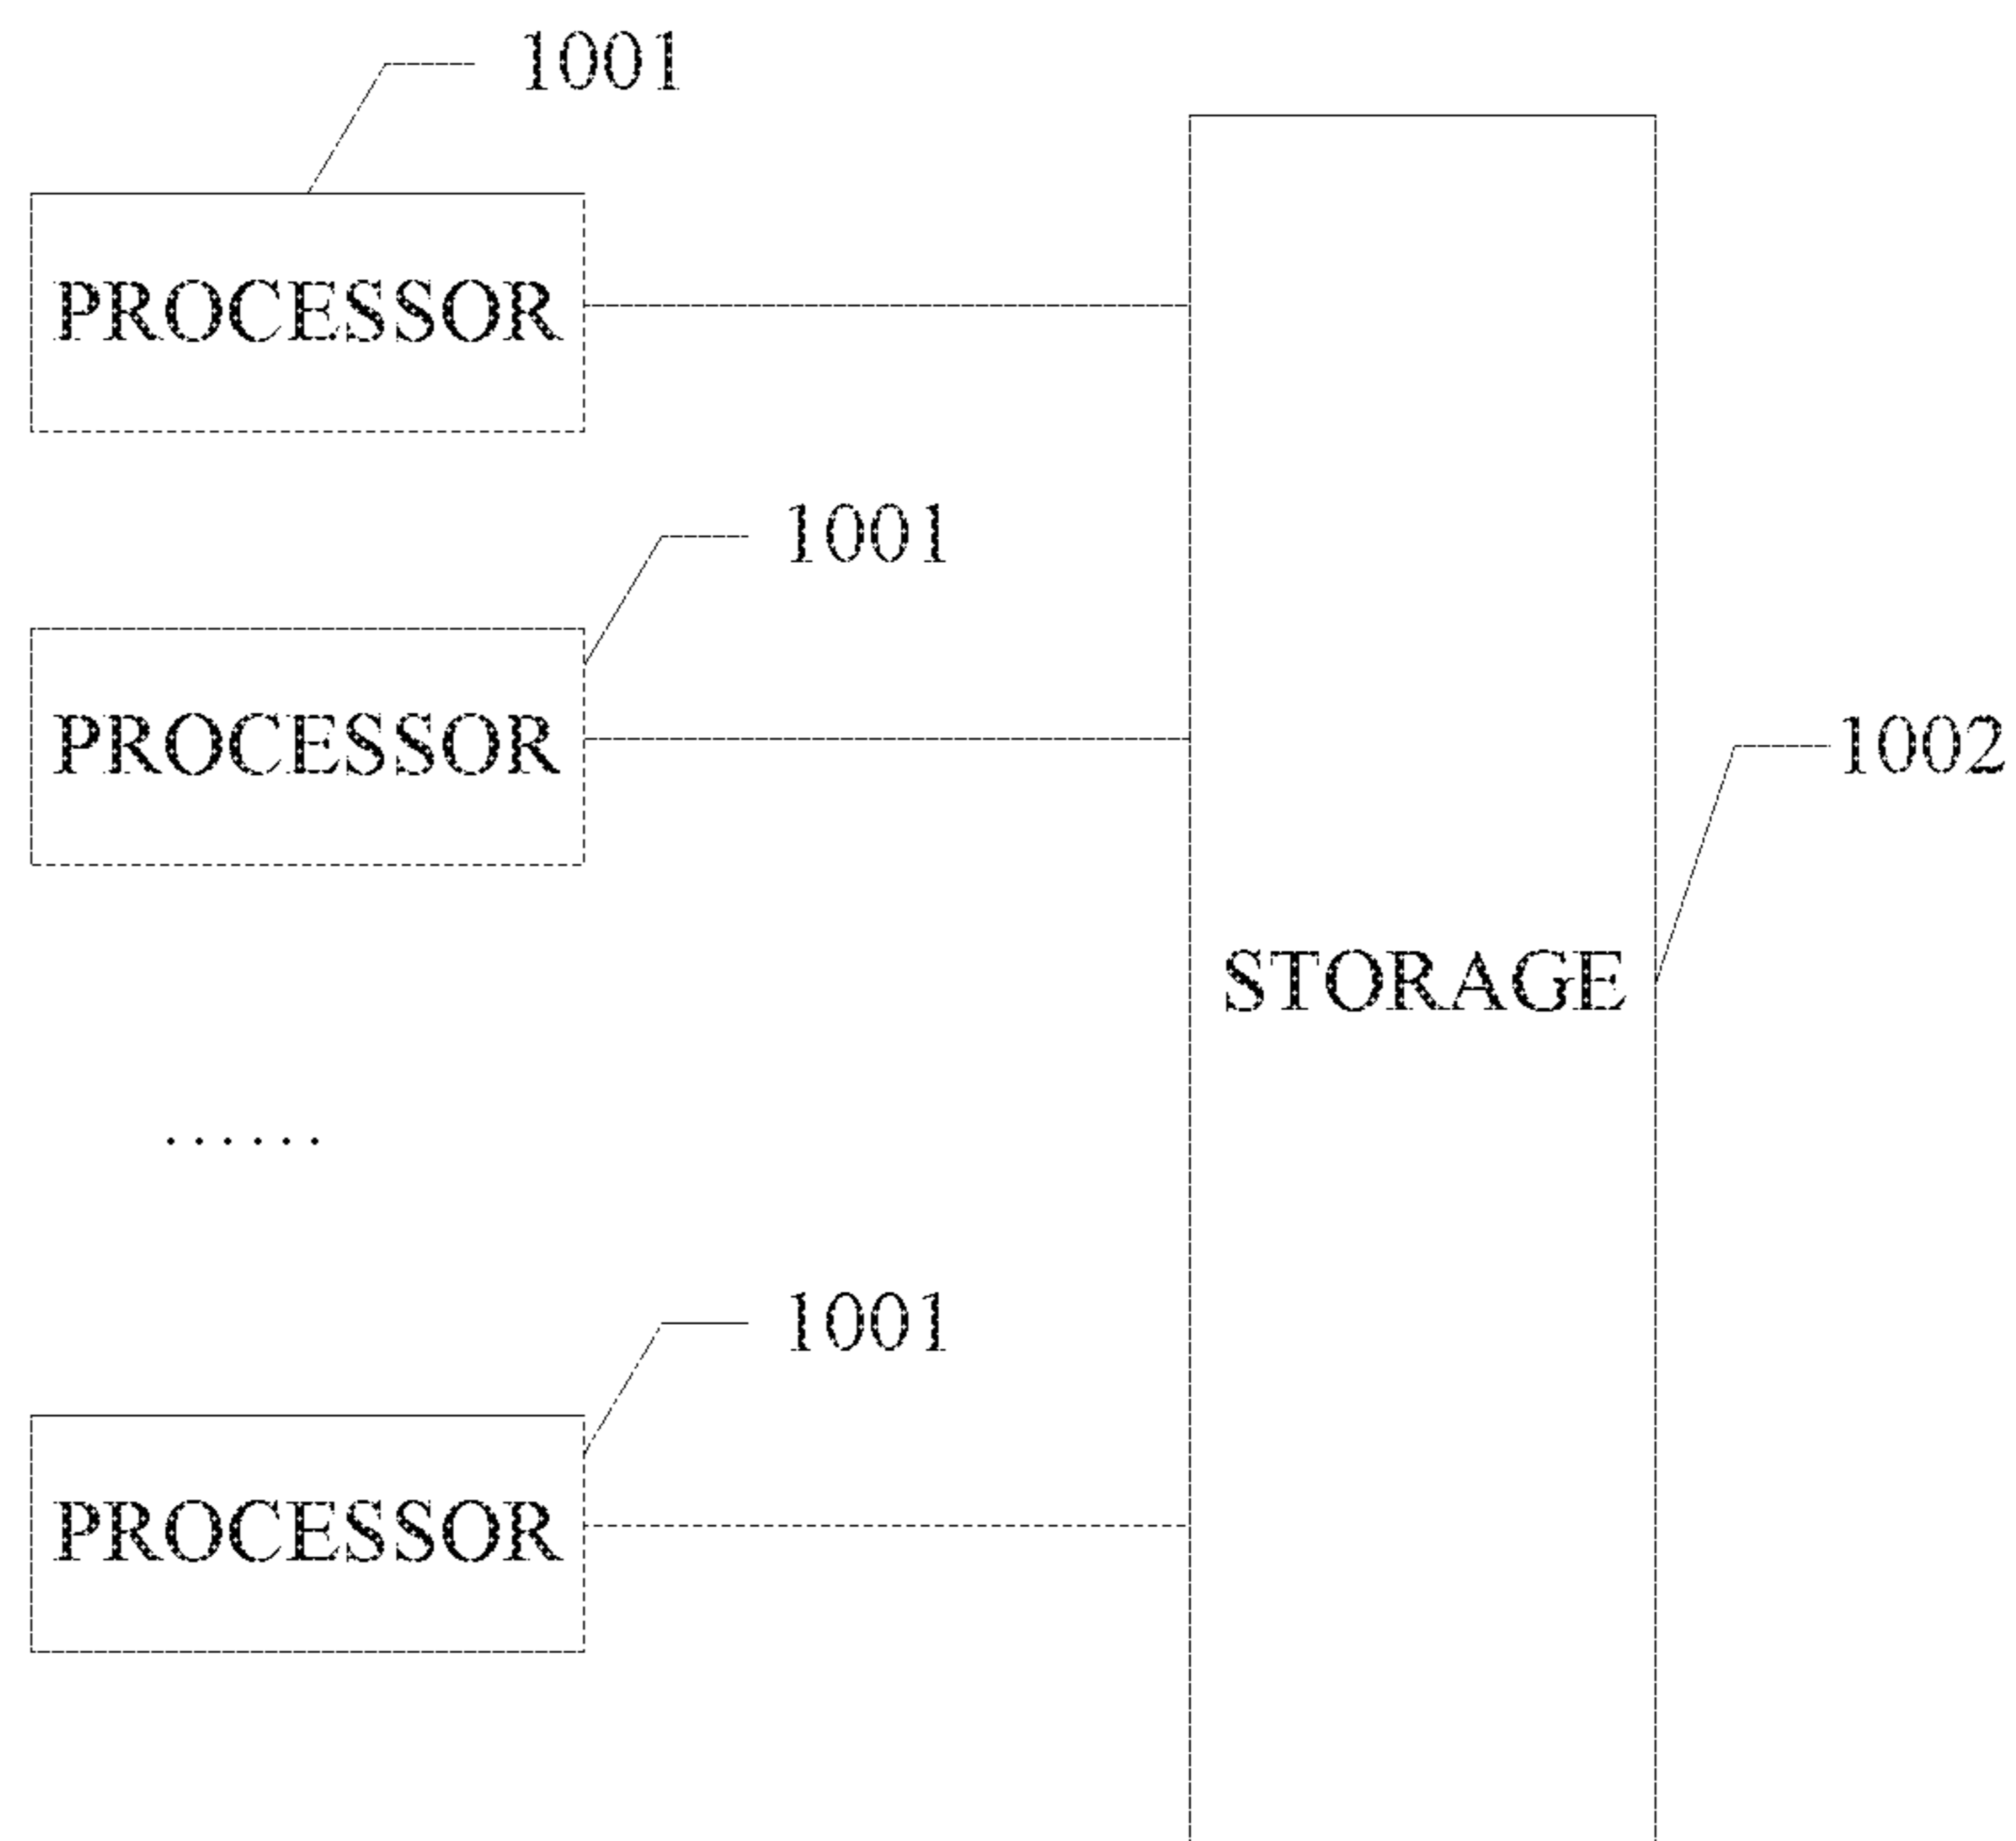 1001
PROCESSOR
1001
PROCESSOR
1002
STORAGE
......
1001
PROCESSOR